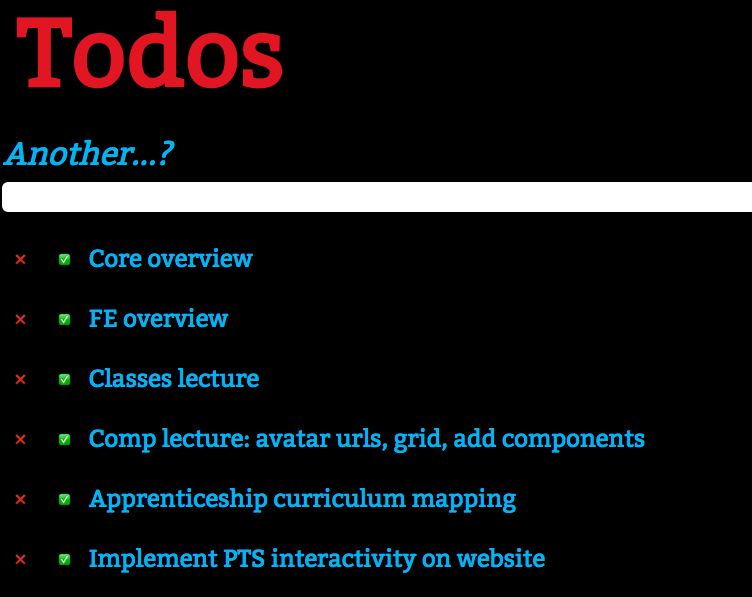 Todos
Another...?
Core overview
FE overview
Classes lecture
Comp lecture: avatar urls, grid, add components
Apprenticeship curriculum mapping
Implement PTS interactivity on website